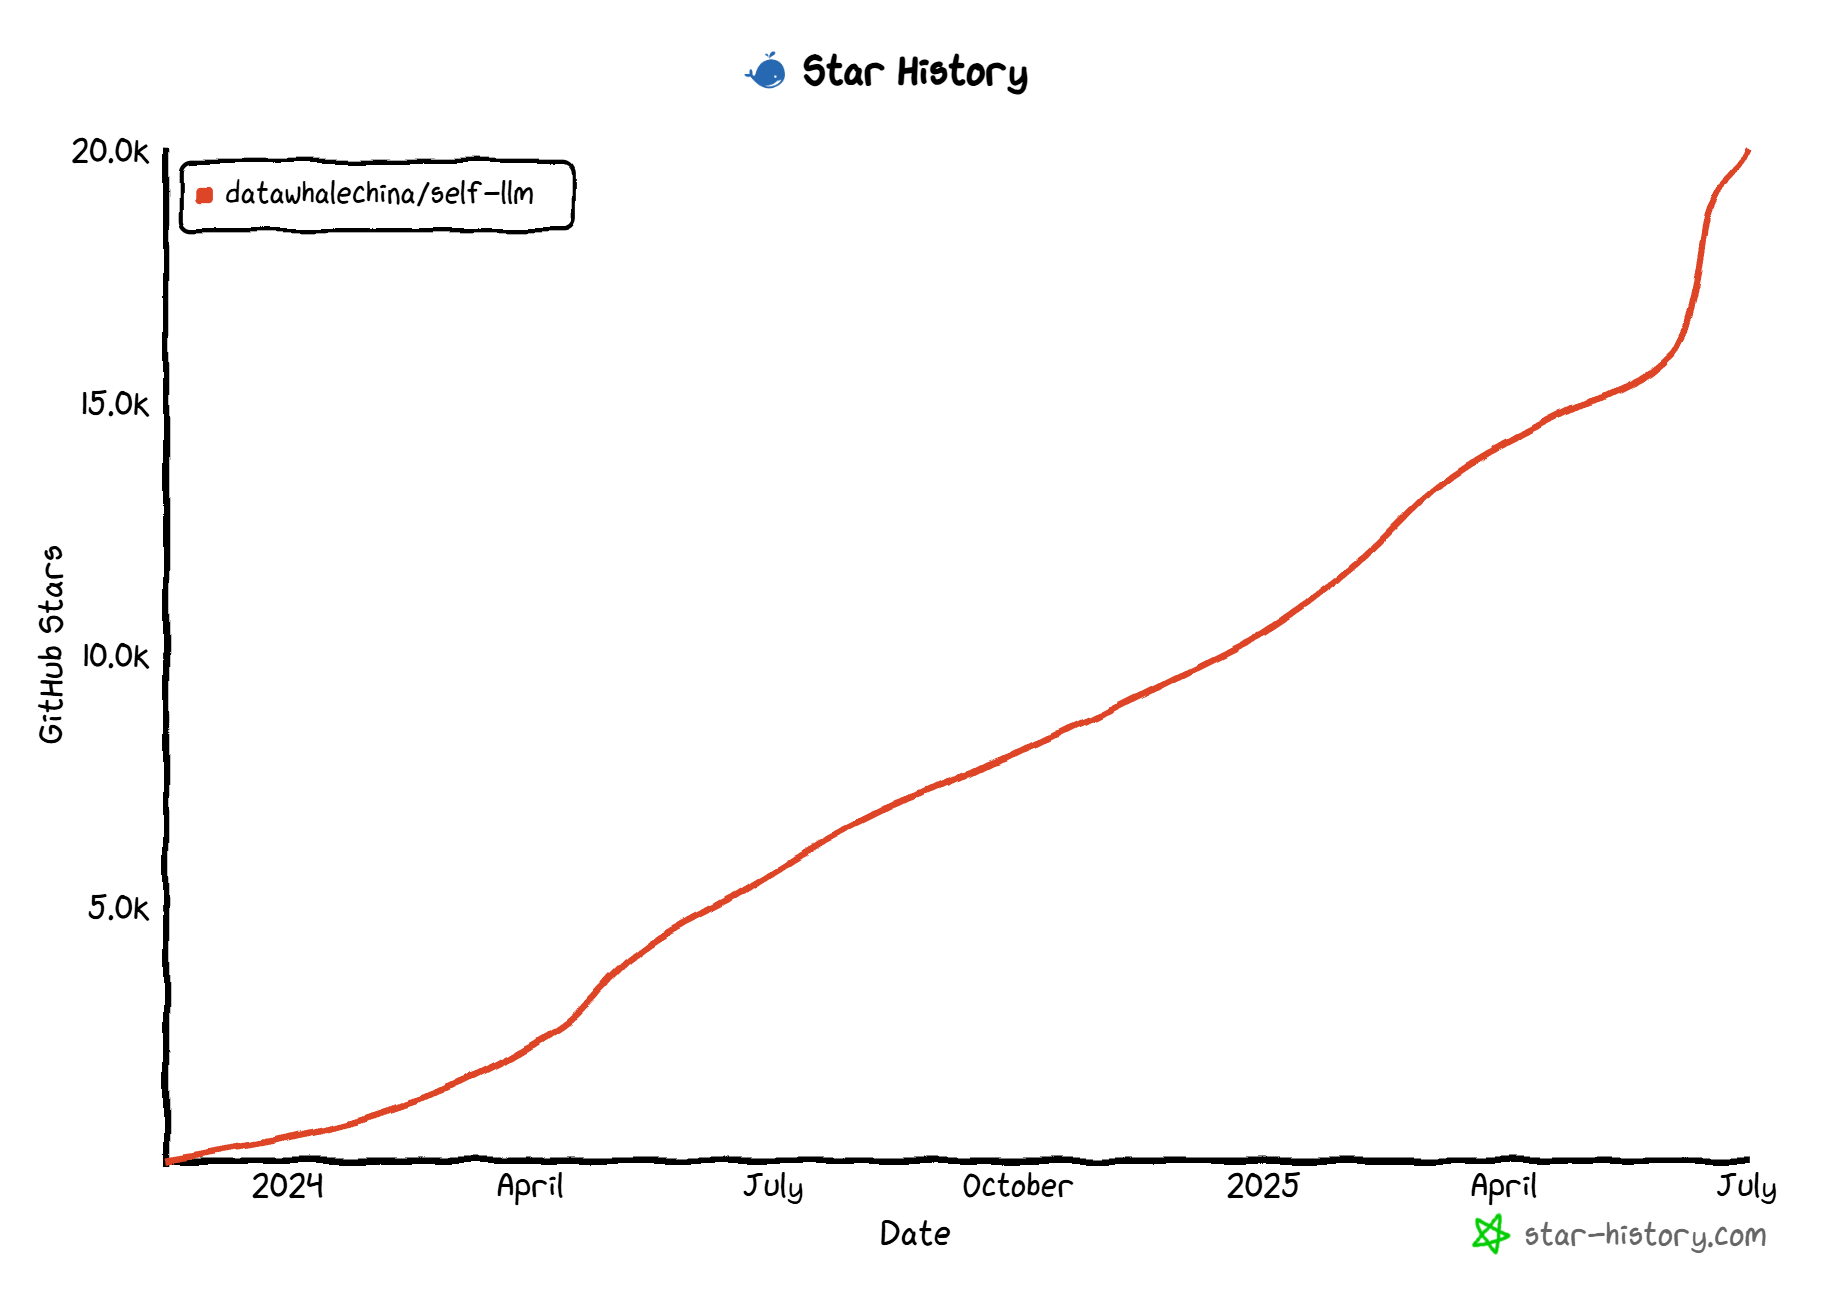 Star History
20.0k
datawhalechina/self-llm
15.0k
10.0k
5.0k
GitHub Stars
2024 April July October 2025 April July
Date
star-history.com